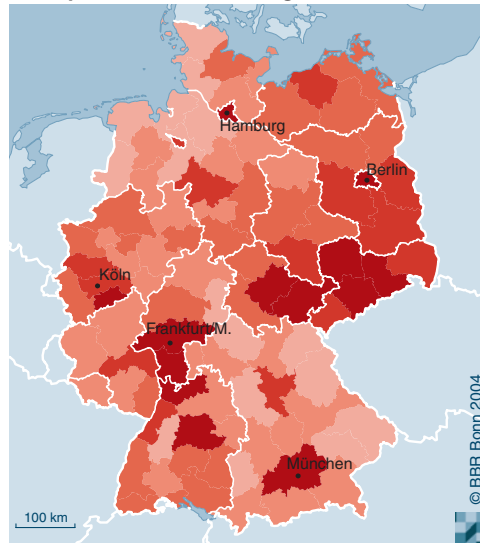 Hamburg
Berlin
Köln
Frankfurt/M.
München
100 km
© BBR Bonn 2004